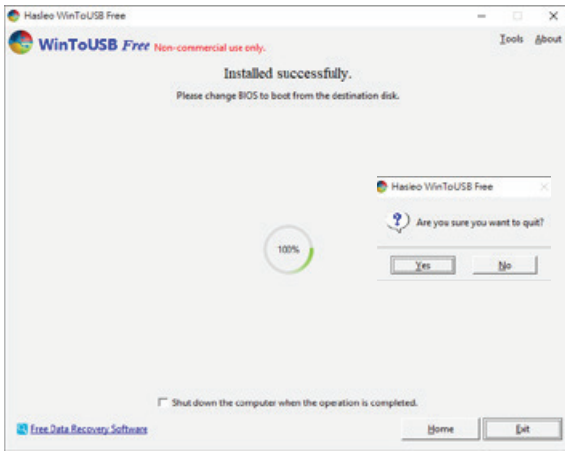 Hasleo WinToUSB Free
WinToUSB Free Non-commercial use only.
Tools About
Installed successfully.
Please change BIOS to boot from the destination disk.
Hasleo WinToUSB Free
? Are you sure you want to quit?
Yes No
100%
Shut down the computer when the operation is completed.
Free Data Recovery Software
Home Exit